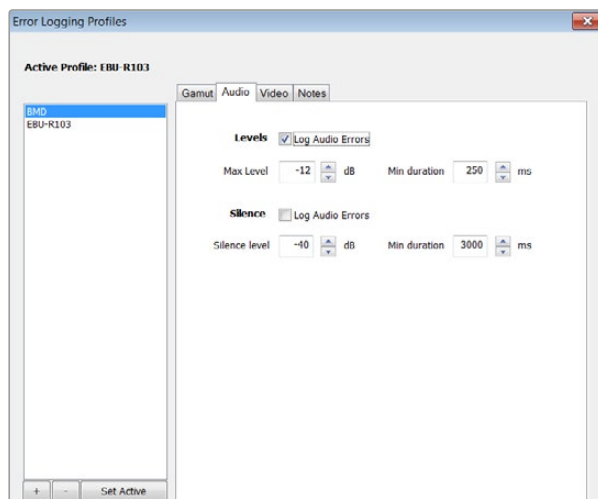 Error Logging Profiles
Active Profile: EBU-R103
BMD
EBU-R103
Gamut Audio Video Notes
Levels Log Audio Errors
Max Level -12 dB Min duration 250 ms
Silence Log Audio Errors
Silence level -40 dB Min duration 3000 ms
+ - Set Active